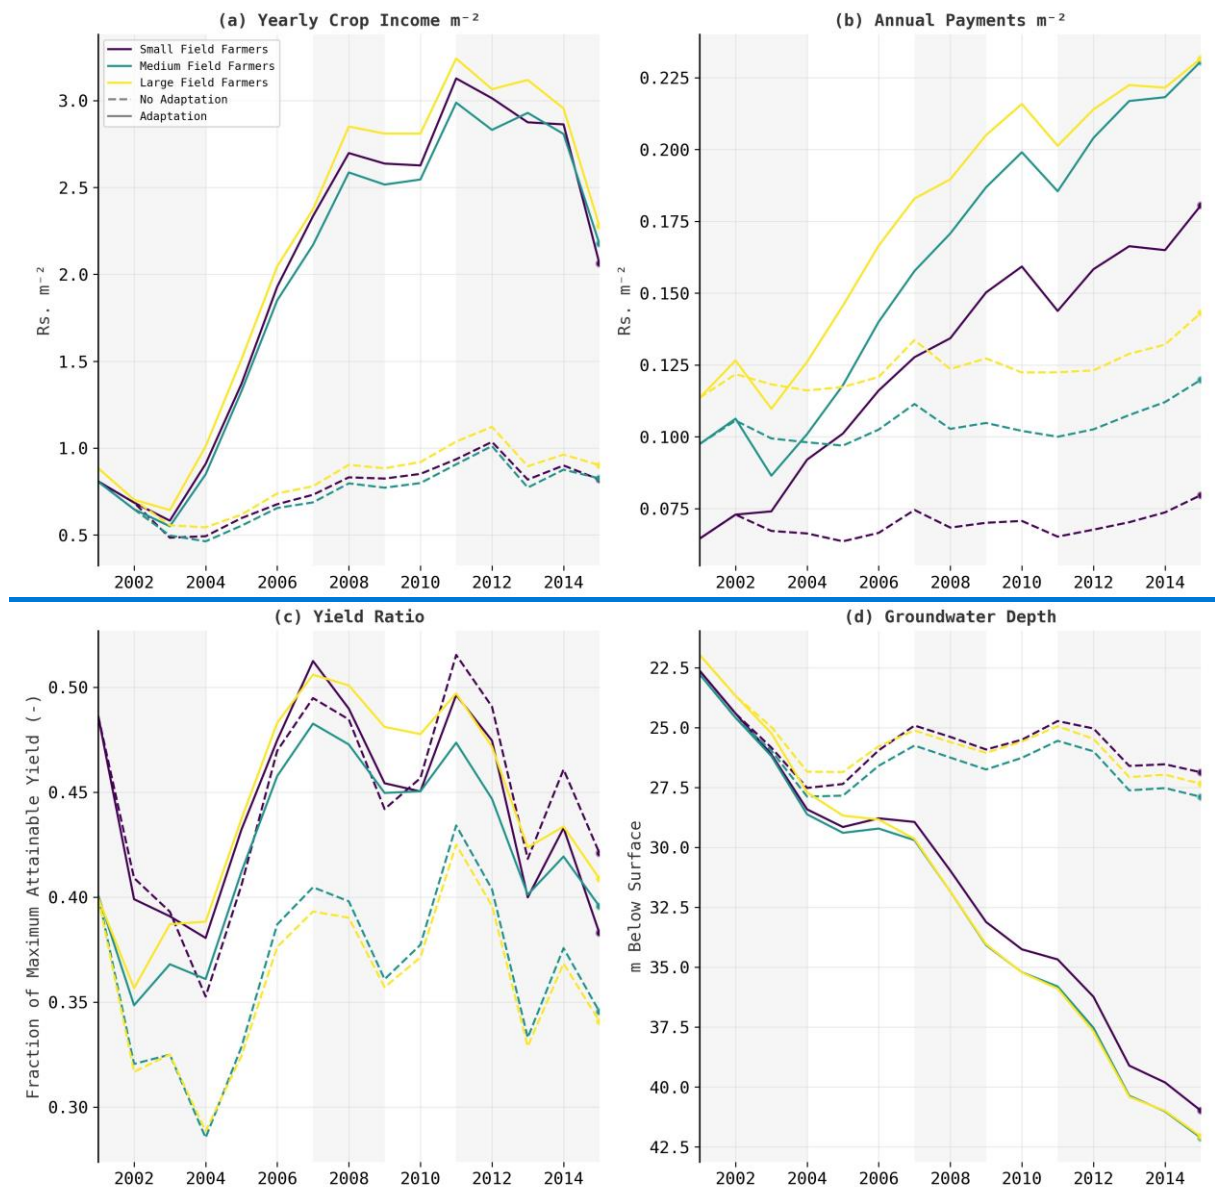 (a) Yearly Crop Income m⁻²
Small Field Farmers
Medium Field Farmers
Large Field Farmers
No Adaptation
Adaptation
Rs. m⁻²
3.0
2.5
2.0
1.5
1.0
0.5
2002 2004 2006 2008 2010 2012 2014
(b) Annual Payments m⁻²
Rs. m⁻²
0.225
0.200
0.175
0.150
0.125
0.100
0.075
2002 2004 2006 2008 2010 2012 2014
(c) Yield Ratio
Fraction of Maximum Attainable Yield (-)
0.50
0.45
0.40
0.35
0.30
2002 2004 2006 2008 2010 2012 2014
(d) Groundwater Depth
m Below Surface
22.5
25.0
27.5
30.0
32.5
35.0
37.5
40.0
42.5
2002 2004 2006 2008 2010 2012 2014